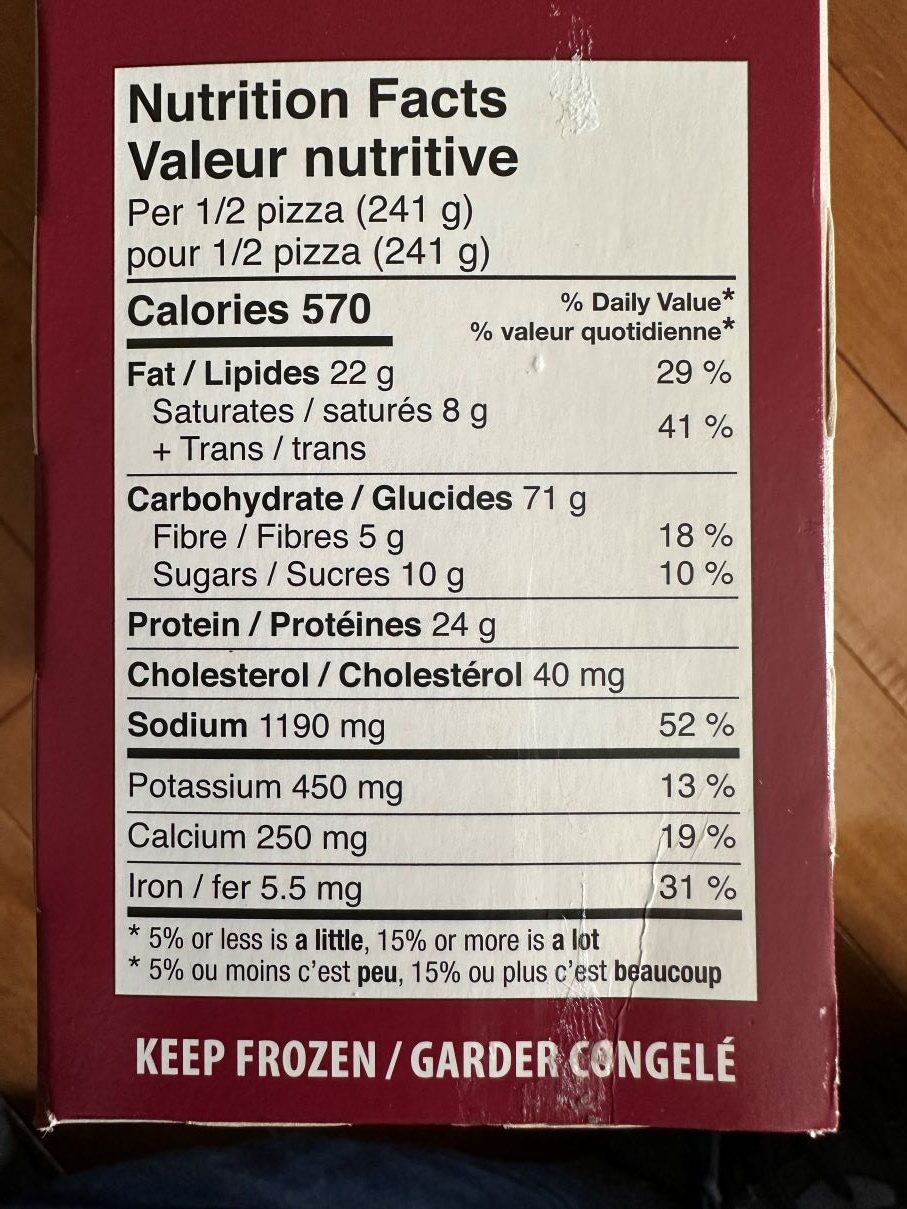 Nutrition Facts
Valeur nutritive
Per 1/2 pizza (241 g)
pour 1/2 pizza (241 g)
Calories 570
% Daily Value*
% valeur quotidienne*
Fat / Lipides 22 g 29 %
Saturates / saturés 8 g
+ Trans / trans 41 %
Carbohydrate / Glucides 71 g
Fibre / Fibres 5 g 18 %
Sugars / Sucres 10 g 10 %
Protein / Protéines 24 g
Cholesterol / Cholestérol 40 mg
Sodium 1190 mg 52 %
Potassium 450 mg 13 %
Calcium 250 mg 19 %
Iron / fer 5.5 mg 31 %
* 5% or less is a little, 15% or more is a lot
* 5% ou moins c'est peu, 15% ou plus c'est beaucoup
KEEP FROZEN / GARDER CONGELÉ